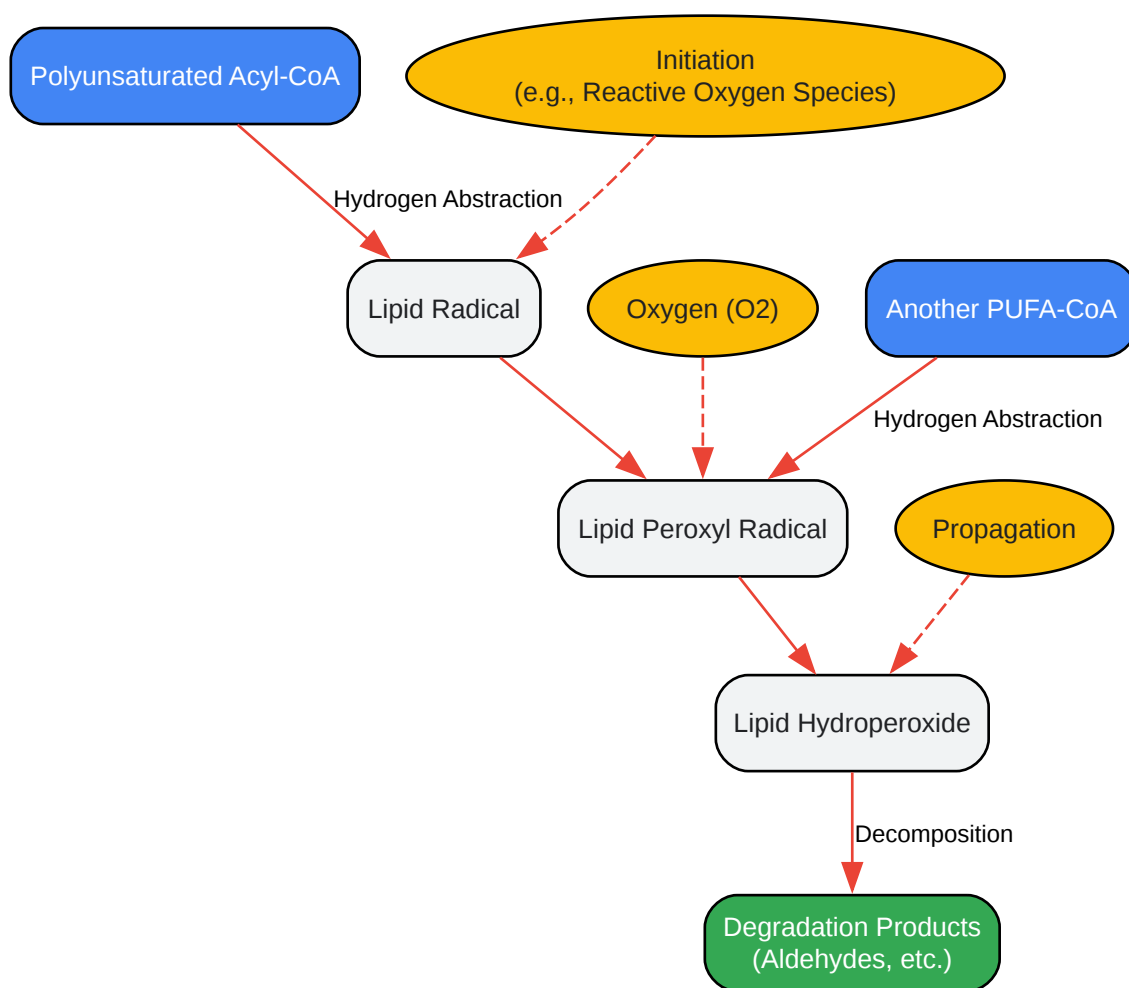 Polyunsaturated Acyl-CoA
Initiation
(e.g., Reactive Oxygen Species)
Hydrogen Abstraction
Lipid Radical
Oxygen (O2)
Another PUFA-CoA
Hydrogen Abstraction
Lipid Peroxyl Radical
Propagation
Lipid Hydroperoxide
Decomposition
Degradation Products
(Aldehydes, etc.)